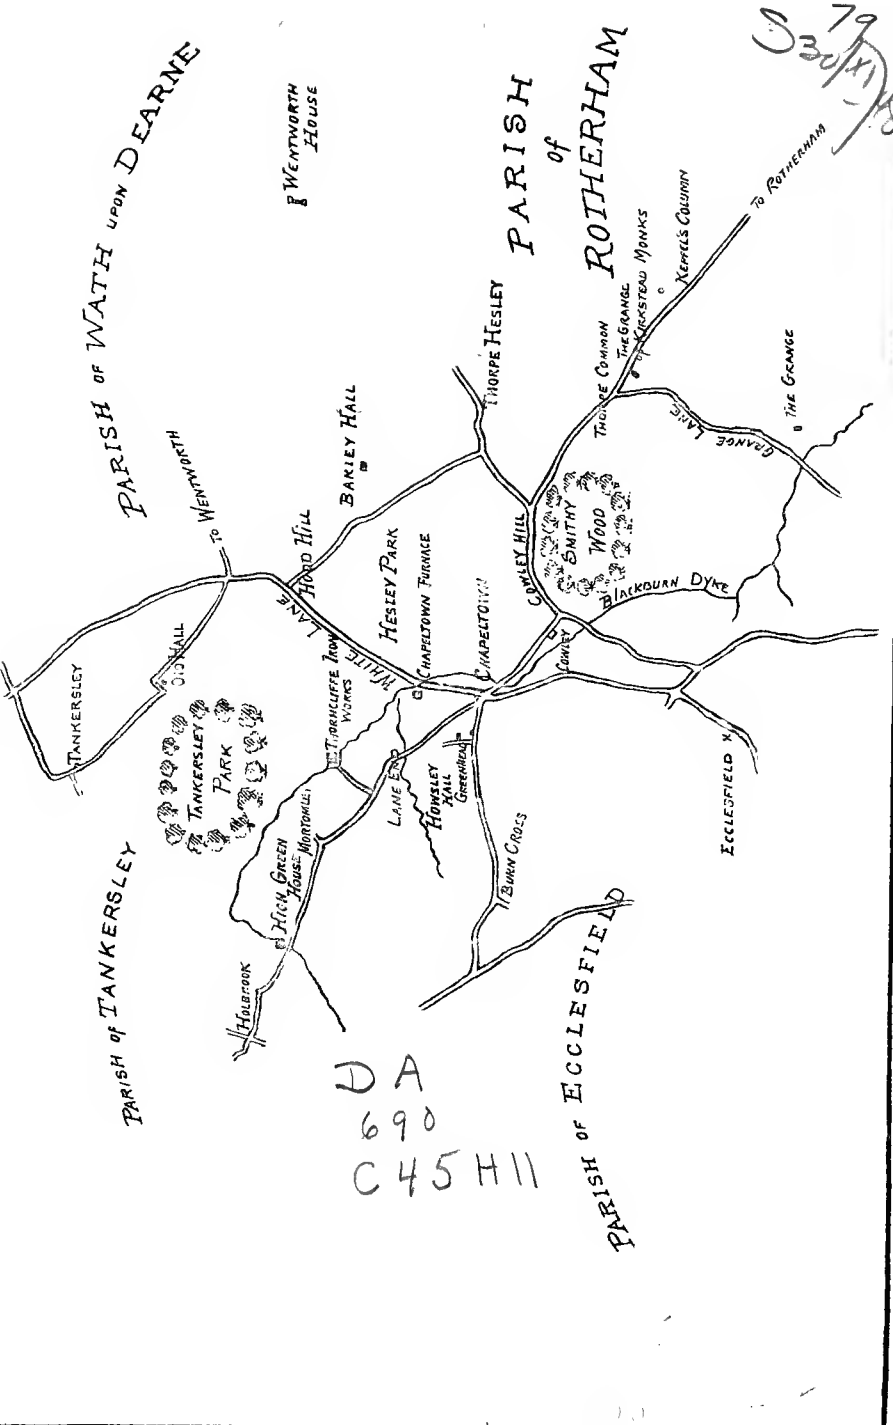 PARISH OF WATH UPON DEARNE
WENTWORTH
HOUSE
PARISH
of
ROTHERHAM
79
To ROTHERHAM
KEPPEL'S COLUMN
THE GRANGE
of KIRKSTEAD MONKS
THORPE COMMON
THE GRANGE
GRANGE LANE
THORPE HESLEY
BARLEY HALL
To WENTWORTH
HOOD HILL
WHITE LANE
HESLEY PARK
CHAPELTOWN FURNACE
CHAPELTOWN
COWLEY HILL
SMITHY
WOOD
BLACKBURN DYKE
COWLEY
TANKERSLEY
OLD HALL
TANKERSLEY
PARK
THORNCLIFFE IRON
WORKS
LANE END
HOWSLEY
HALL
GREENHEAD
MORTOMLEY
HIGH GREEN
HOUSE
HOLBROOK
BURN CROSS
ECCLESFIELD
PARISH of TANKERSLEY
PARISH OF ECCLESFIELD
DA
690
C45H11